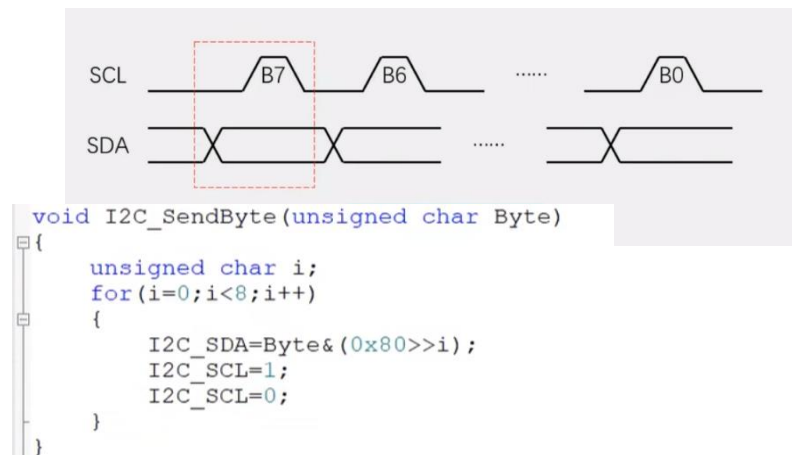 SCL B7 B6 ...... B0
SDA ......
void I2C_SendByte(unsigned char Byte)
{
unsigned char i;
for(i=0;i<8;i++)
{
I2C_SDA=Byte&(0x80>>i);
I2C_SCL=1;
I2C_SCL=0;
}
}